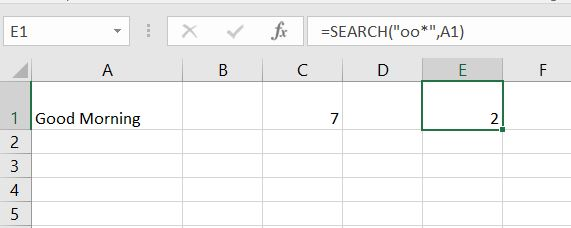 E1 fx =SEARCH("oo*",A1)
A B C D E F
1 Good Morning 7 2
2
3
4
5